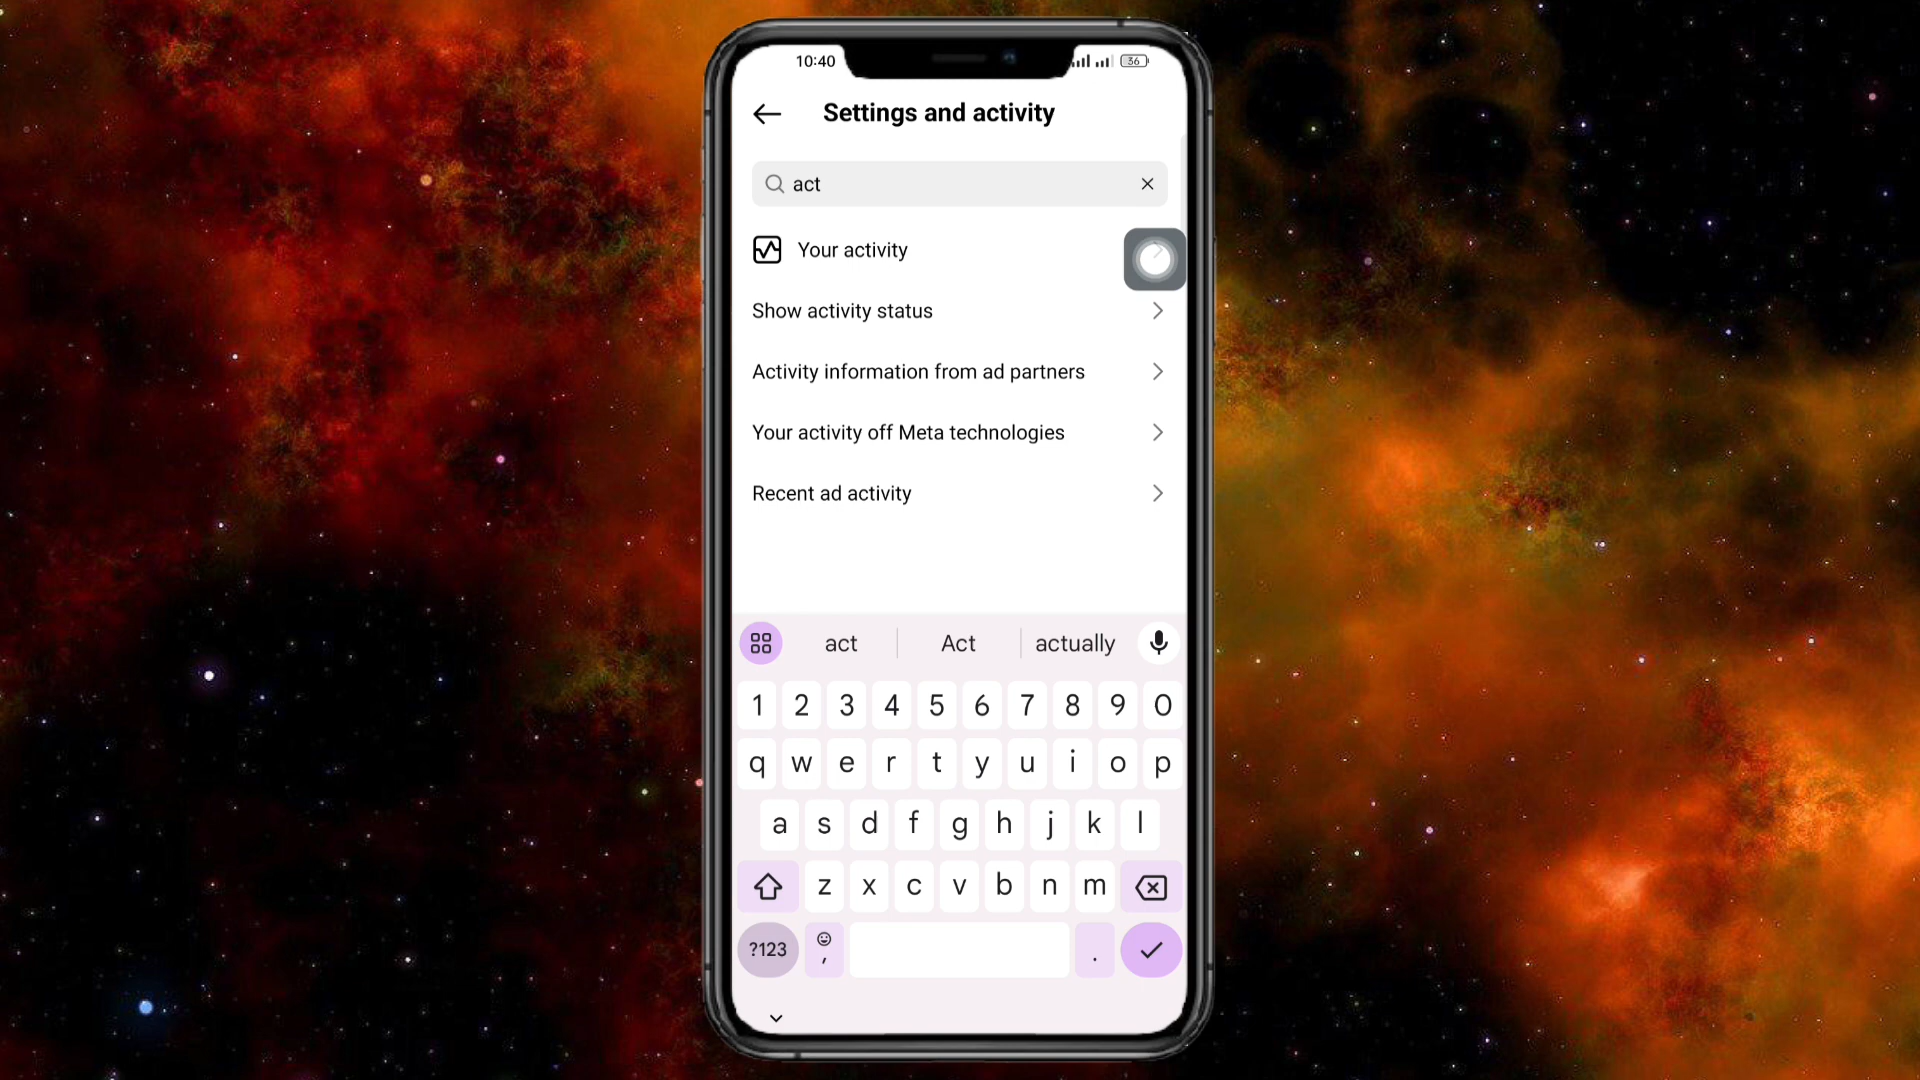 10:40
36
Settings and activity
act
Your activity
Show activity status
Activity information from ad partners
Your activity off Meta technologies
Recent ad activity
act Act actually
1 2 3 4 5 6 7 8 9 0
q w e r t y u i o p
a s d f g h j k l
z x c v b n m
?123 , .